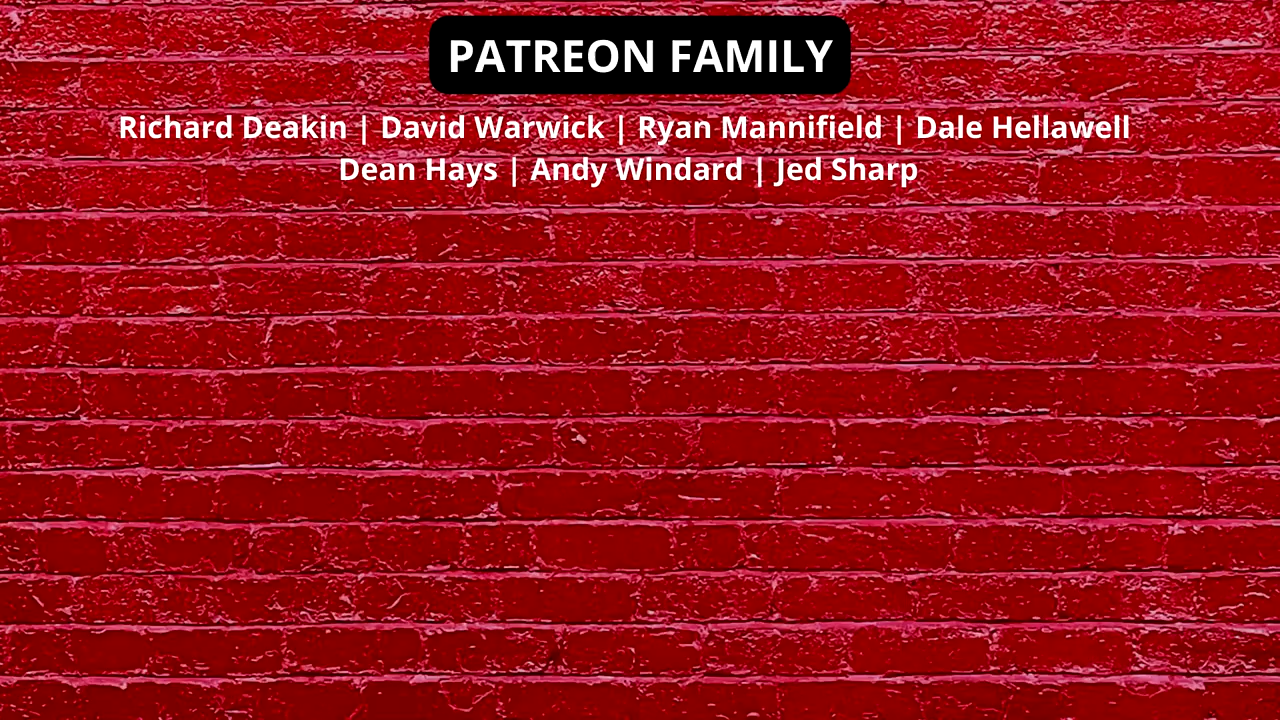 PATREON FAMILY
Richard Deakin | David Warwick | Ryan Mannifield | Dale Hellawell
Dean Hays | Andy Windard | Jed Sharp